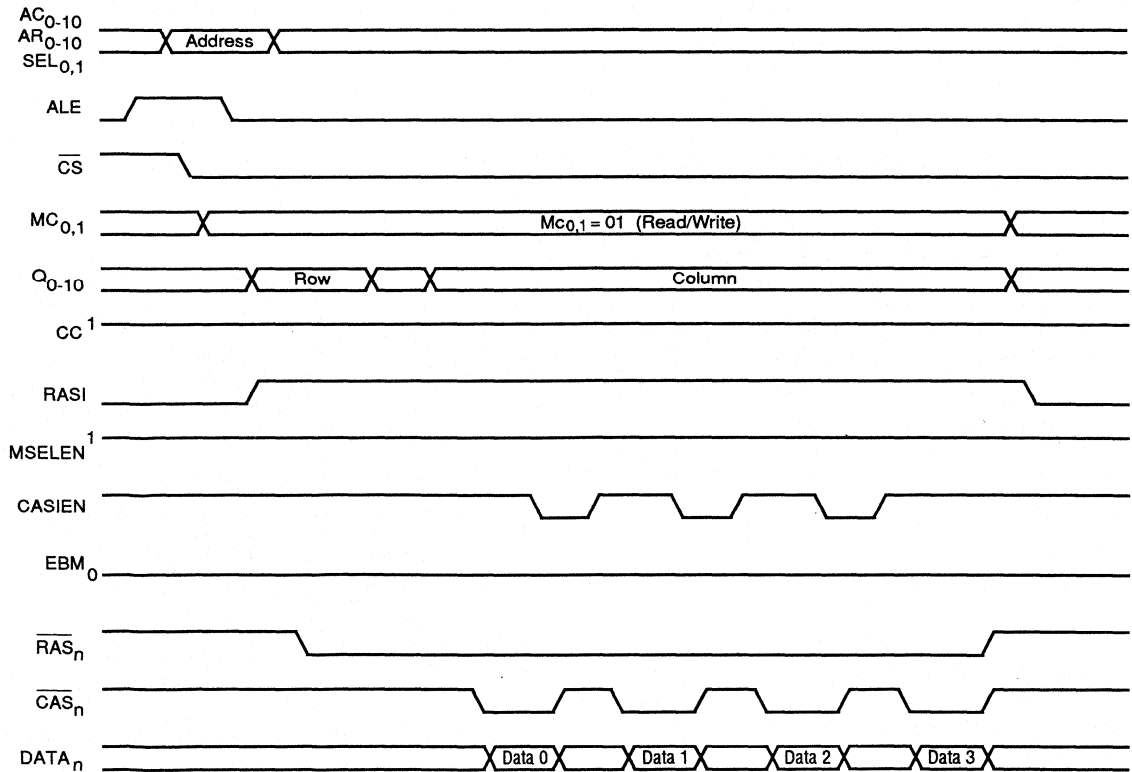 AC0-10
AR0-10 Address
SEL0,1
ALE
CS
MC0,1 Mc0,1 = 01 (Read/Write)
Q0-10 Row Column
CC 1
RASI
MSELEN 1
CASIEN
EBM 0
RASn
CASn
DATAn Data 0 Data 1 Data 2 Data 3